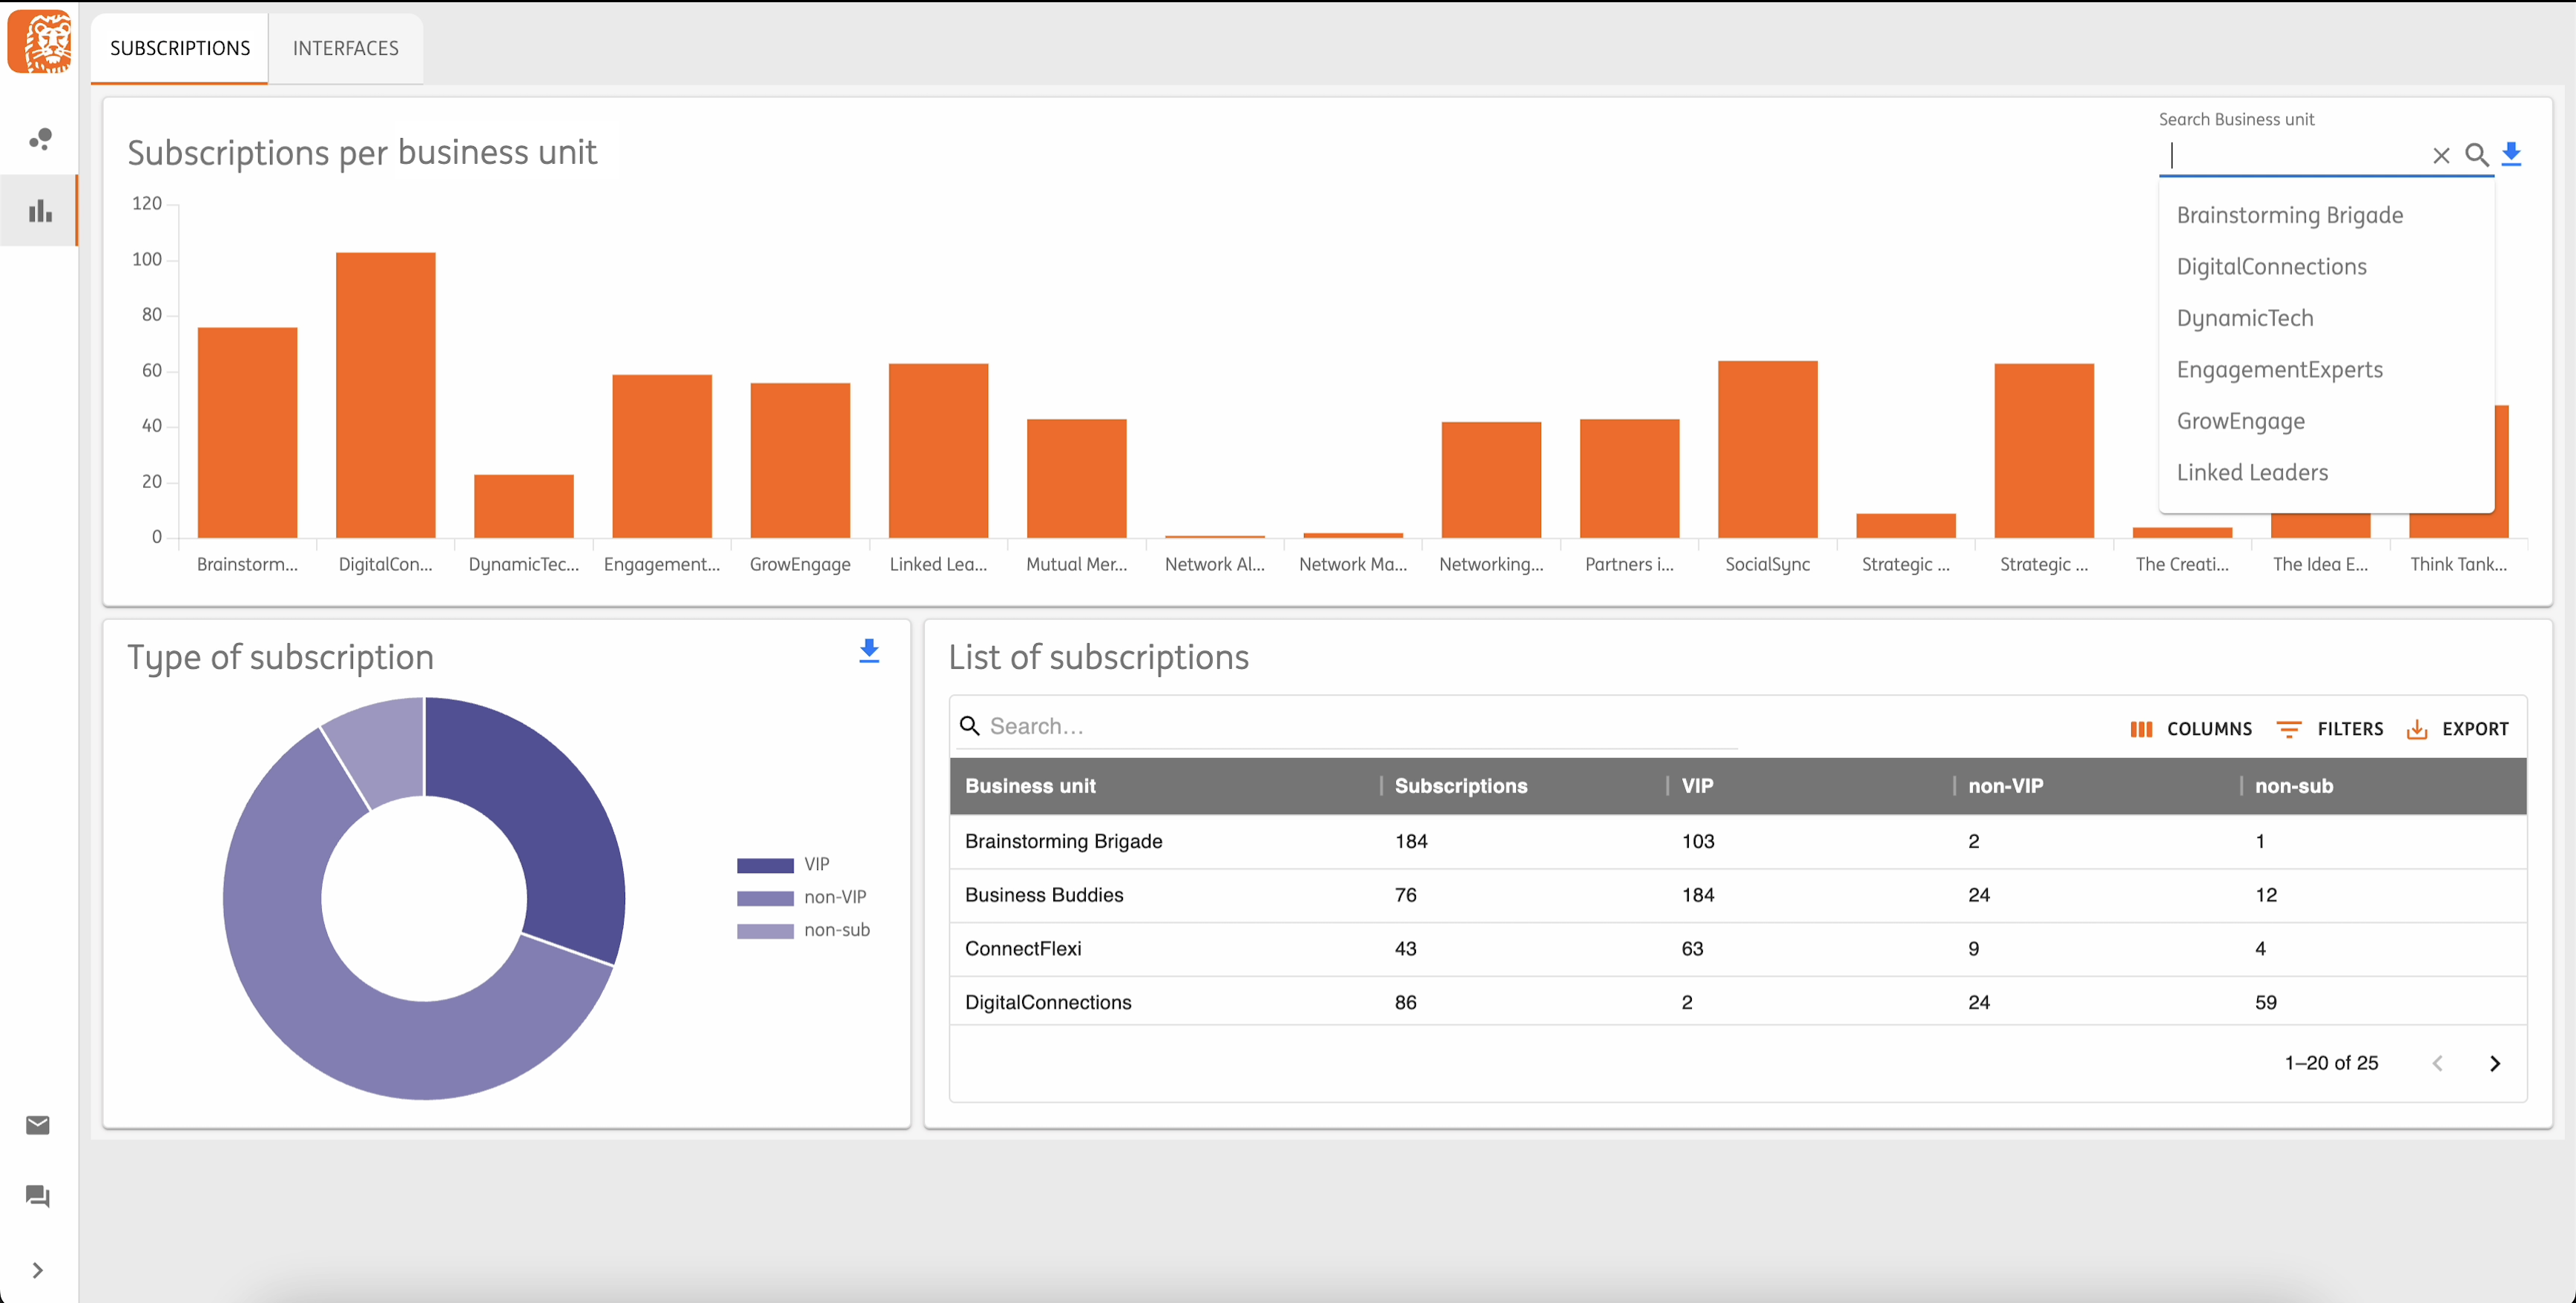 SUBSCRIPTIONS
INTERFACES
Subscriptions per business unit
Search Business unit
Brainstorming Brigade
DigitalConnections
DynamicTech
EngagementExperts
GrowEngage
Linked Leaders
120
100
80
60
40
20
0
Brainstorm... DigitalCon... DynamicTec... Engagement... GrowEngage Linked Lea... Mutual Mer... Network Al... Network Ma... Networking... Partners i... SocialSync Strategic ... Strategic ... The Creati... The Idea E... Think Tank...
Type of subscription
VIP
non-VIP
non-sub
List of subscriptions
Search...
COLUMNS FILTERS EXPORT
Business unit Subscriptions VIP non-VIP non-sub
Brainstorming Brigade 184 103 2 1
Business Buddies 76 184 24 12
ConnectFlexi 43 63 9 4
DigitalConnections 86 2 24 59
1–20 of 25